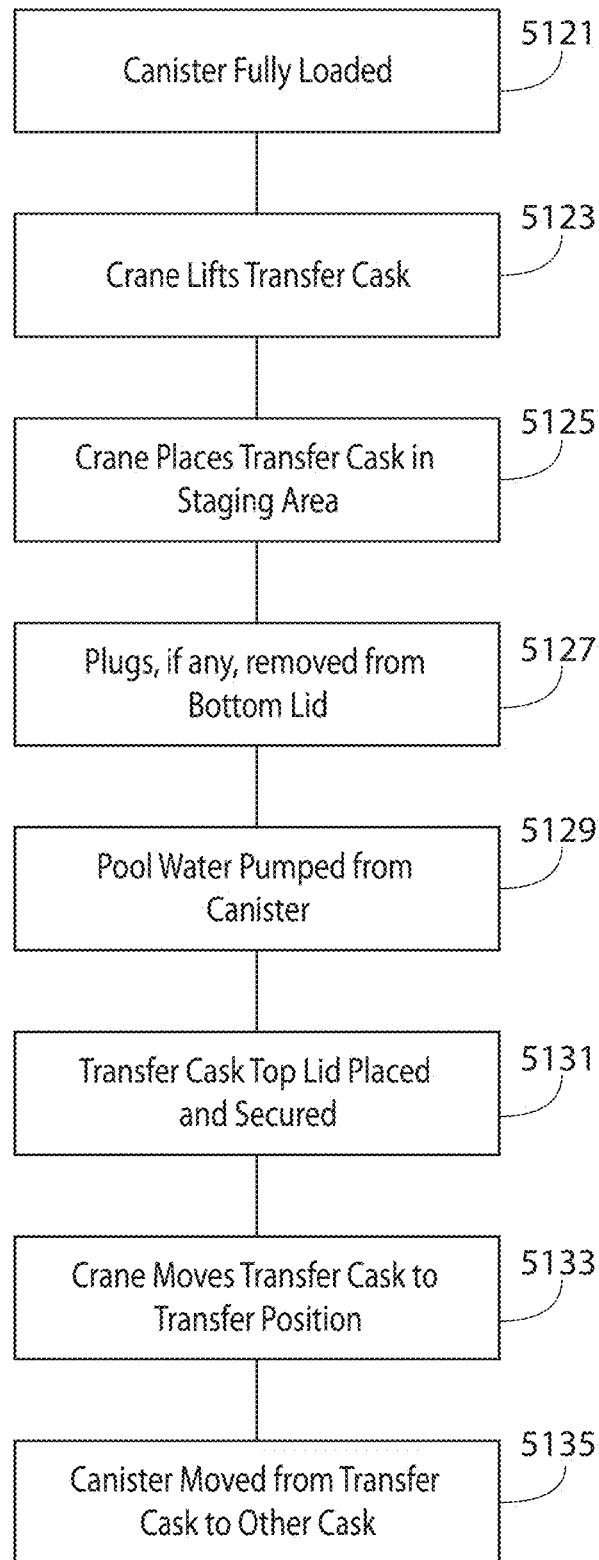 5121
Canister Fully Loaded
5123
Crane Lifts Transfer Cask
5125
Crane Places Transfer Cask in
Staging Area
5127
Plugs, if any, removed from
Bottom Lid
5129
Pool Water Pumped from
Canister
5131
Transfer Cask Top Lid Placed
and Secured
5133
Crane Moves Transfer Cask to
Transfer Position
5135
Canister Moved from Transfer
Cask to Other Cask